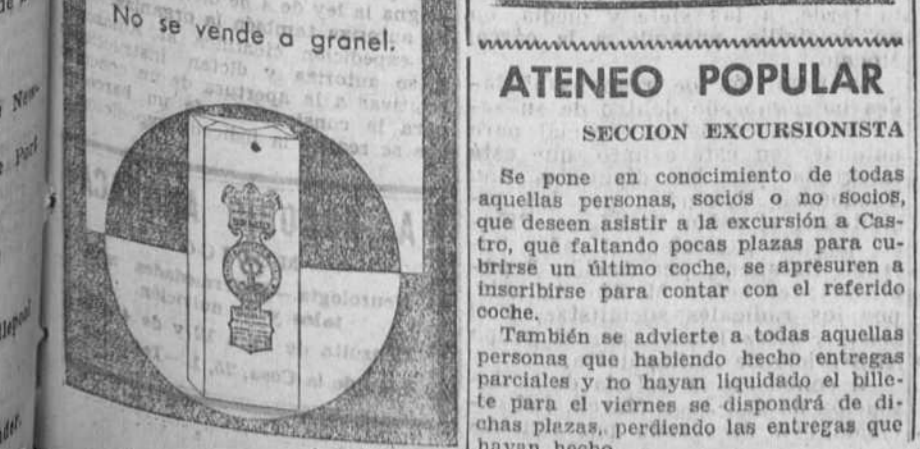 No se vende a granel.
ATENEO POPULAR
SECCION EXCURSIONISTA
Se pone en conocimiento de todas
aquellas personas, socios o no socios,
que deseen asistir a la excursión a Cas-
tro, que faltando pocas plazas para cu-
brirse un último coche, se apresuren a
inscribirse para contar con el referido
coche.
También se advierte a todas aquellas
personas que habiendo hecho entregas
parciales y no hayan liquidado el bille-
te para el viernes se dispondrá de di-
chas plazas, perdiendo las entregas que
hayan hecho